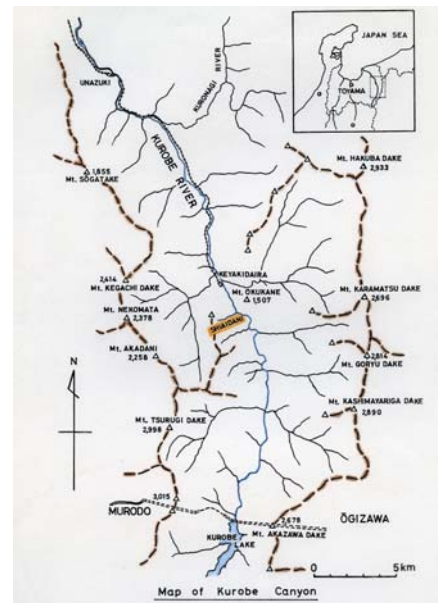 JAPAN SEA
TOYAMA
UNAZUKI
KURONAGI
RIVER
KUROBE RIVER
1,855
Mt. SOGATAKE
Mt. HAKUBA DAKE
2,933
KEYAKIDAIRA
2,414
Mt. KEGACHI DAKE
Mt. OKUKANE
1,507
Mt. KARAMATSU DAKE
2,696
Mt. NEKOMATA
2,378
SHIAIDANI
Mt. AKADANI
2,258
2,814
Mt. GORYU DAKE
N
Mt. KASHIMAYARIGA DAKE
2,890
Mt. TSURUGI DAKE
2,998
3,015
MURODO
2,678
ŌGIZAWA
Mt. AKAZAWA DAKE
KUROBE
LAKE
0
5km
Map of Kurobe Canyon